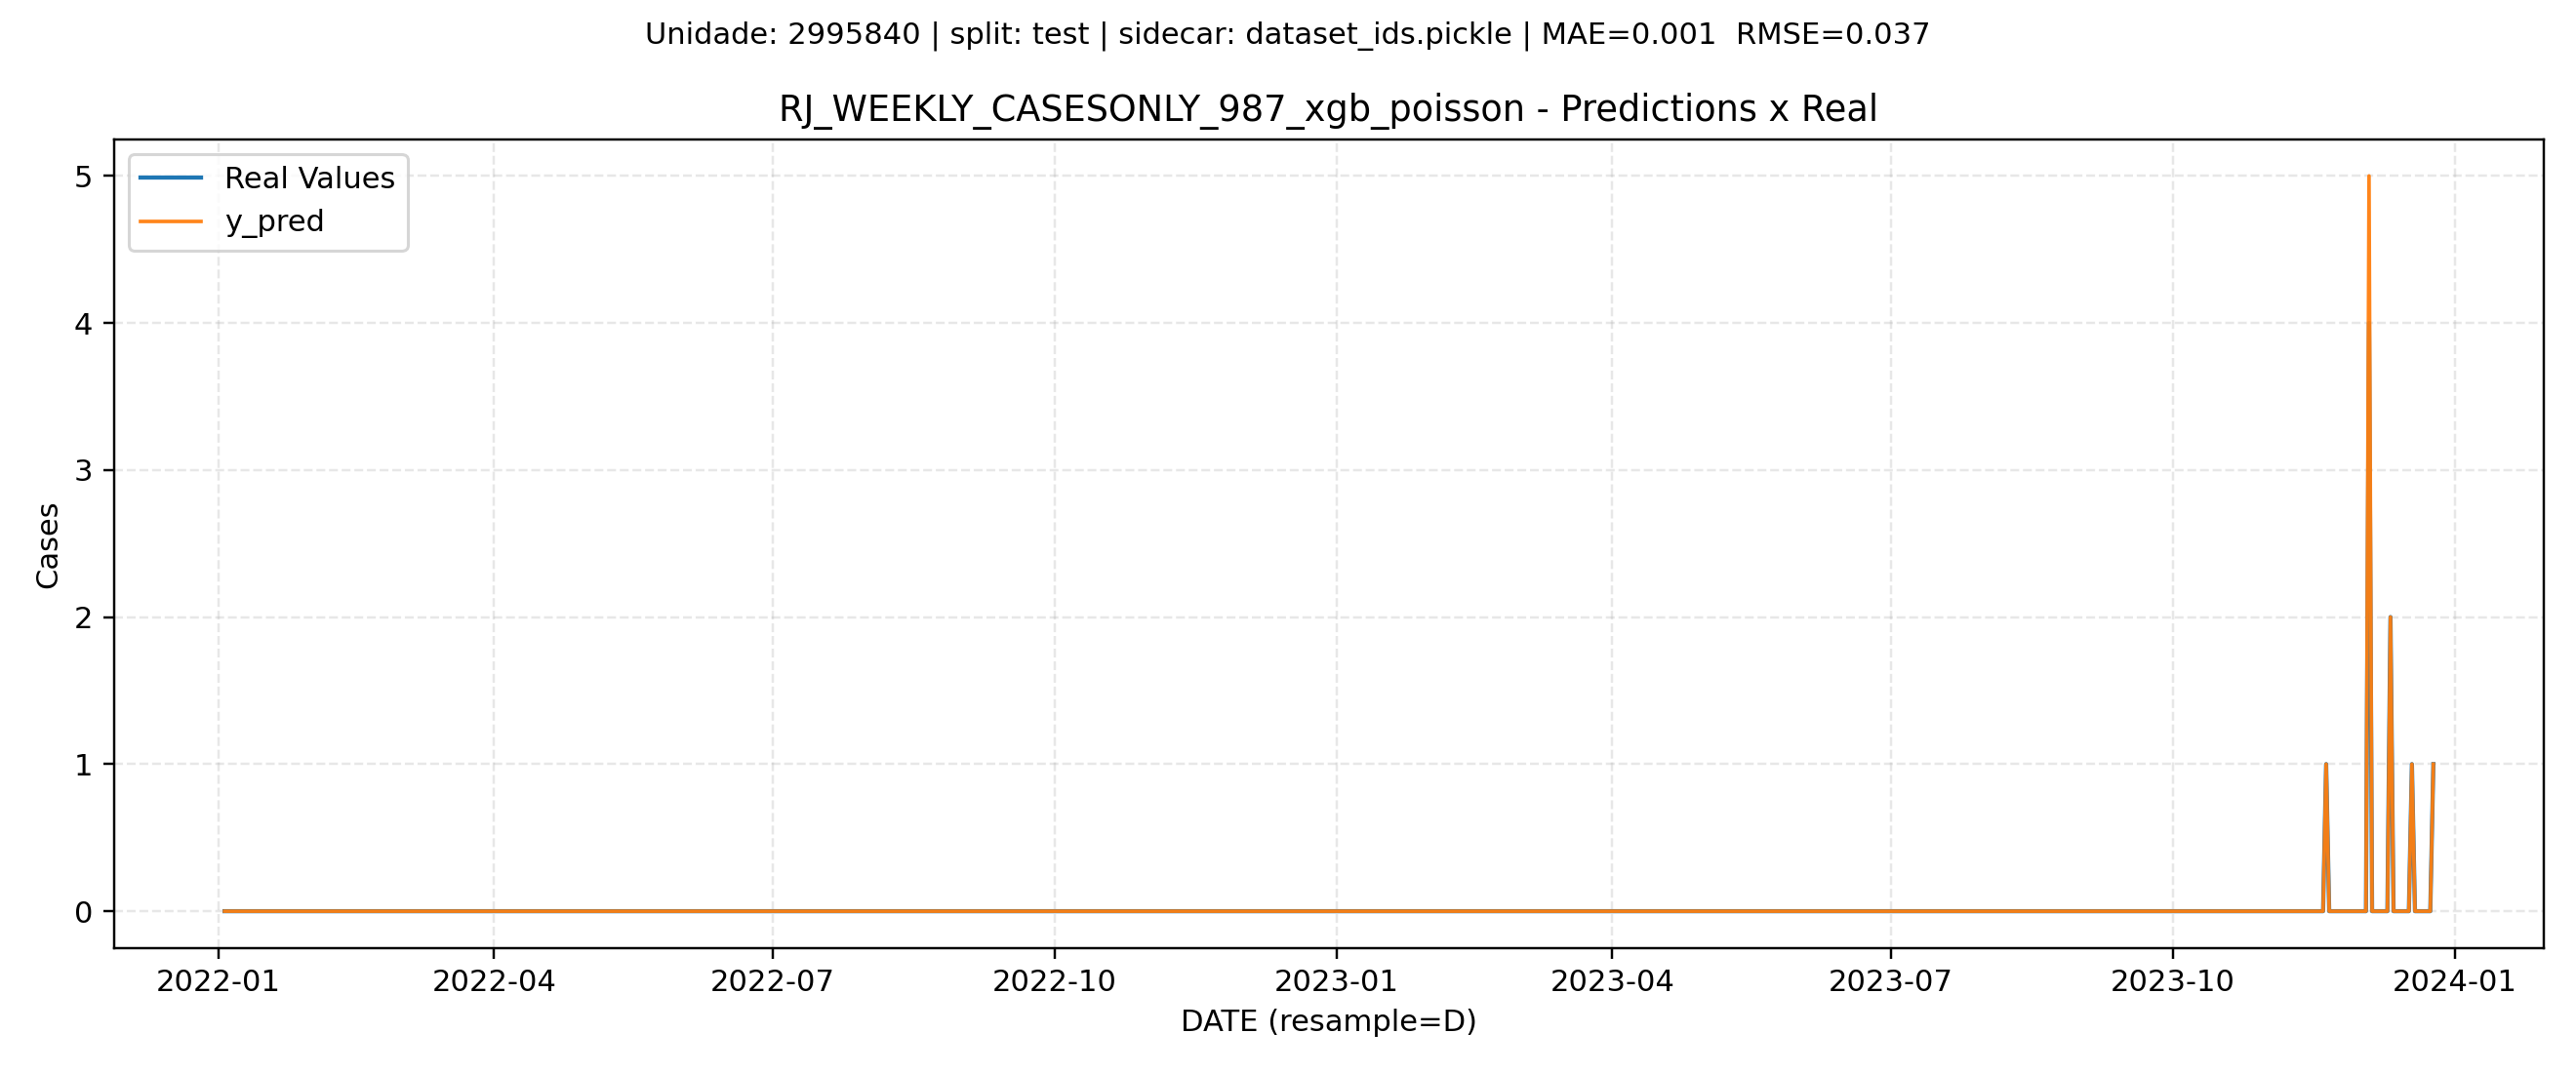 Unidade: 2995840 | split: test | sidecar: dataset_ids.pickle | MAE=0.001  RMSE=0.037
RJ_WEEKLY_CASESONLY_987_xgb_poisson - Predictions x Real
Real Values
y_pred
5
4
3
2
1
0
Cases
2022-01 2022-04 2022-07 2022-10 2023-01 2023-04 2023-07 2023-10 2024-01
DATE (resample=D)